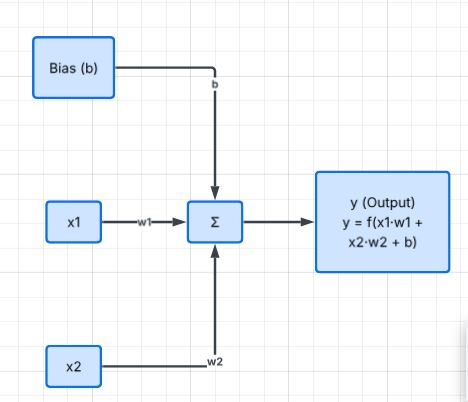 Bias (b)
b
x1
w1
Σ
y (Output)
y = f(x1·w1 +
x2·w2 + b)
x2
w2